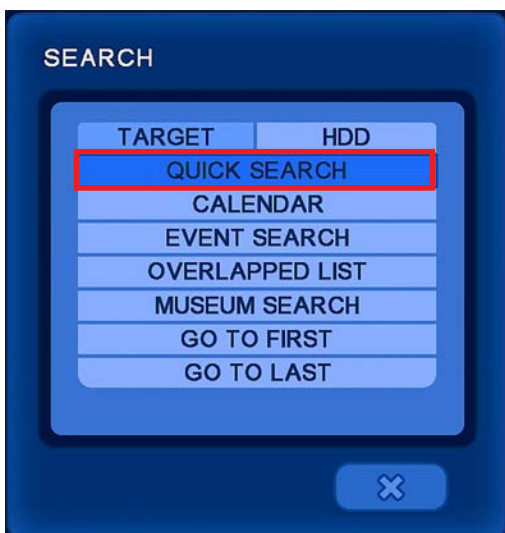 SEARCH
TARGET HDD
QUICK SEARCH
CALENDAR
EVENT SEARCH
OVERLAPPED LIST
MUSEUM SEARCH
GO TO FIRST
GO TO LAST